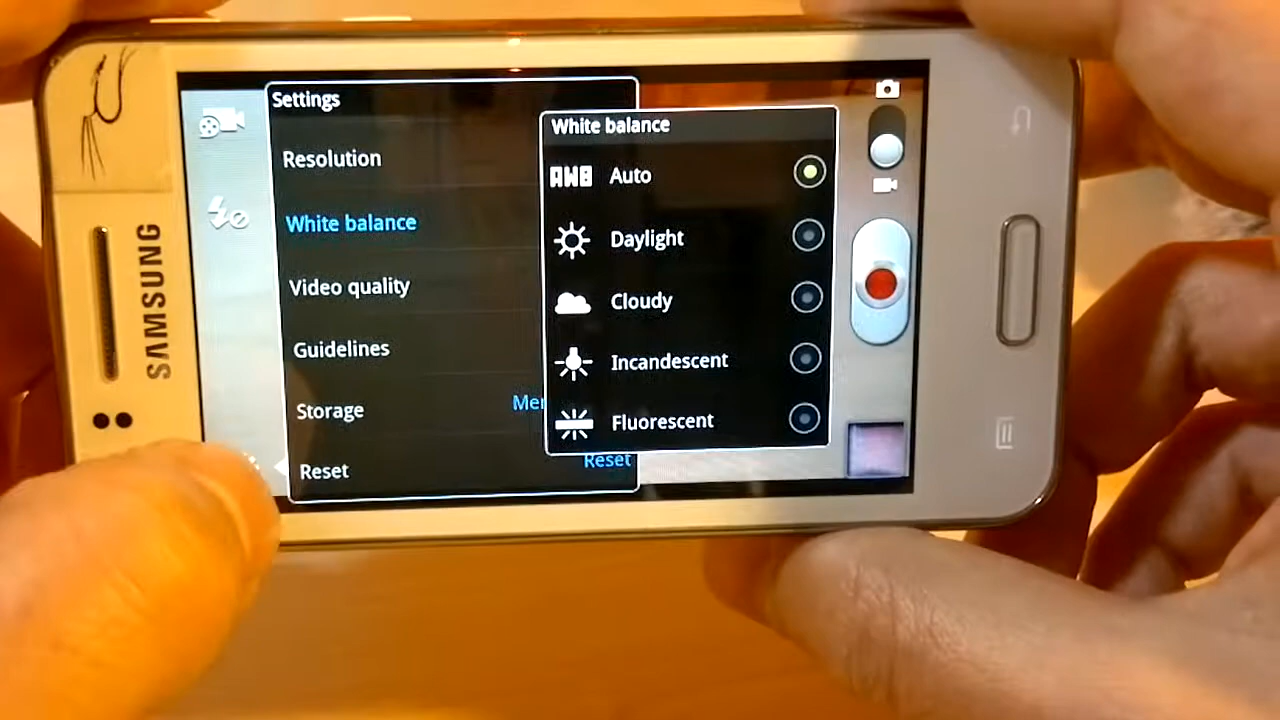 SAMSUNG
Settings
Resolution
White balance
Video quality
Guidelines
Storage
Reset
Reset
White balance
AWB Auto
Daylight
Cloudy
Incandescent
Fluorescent